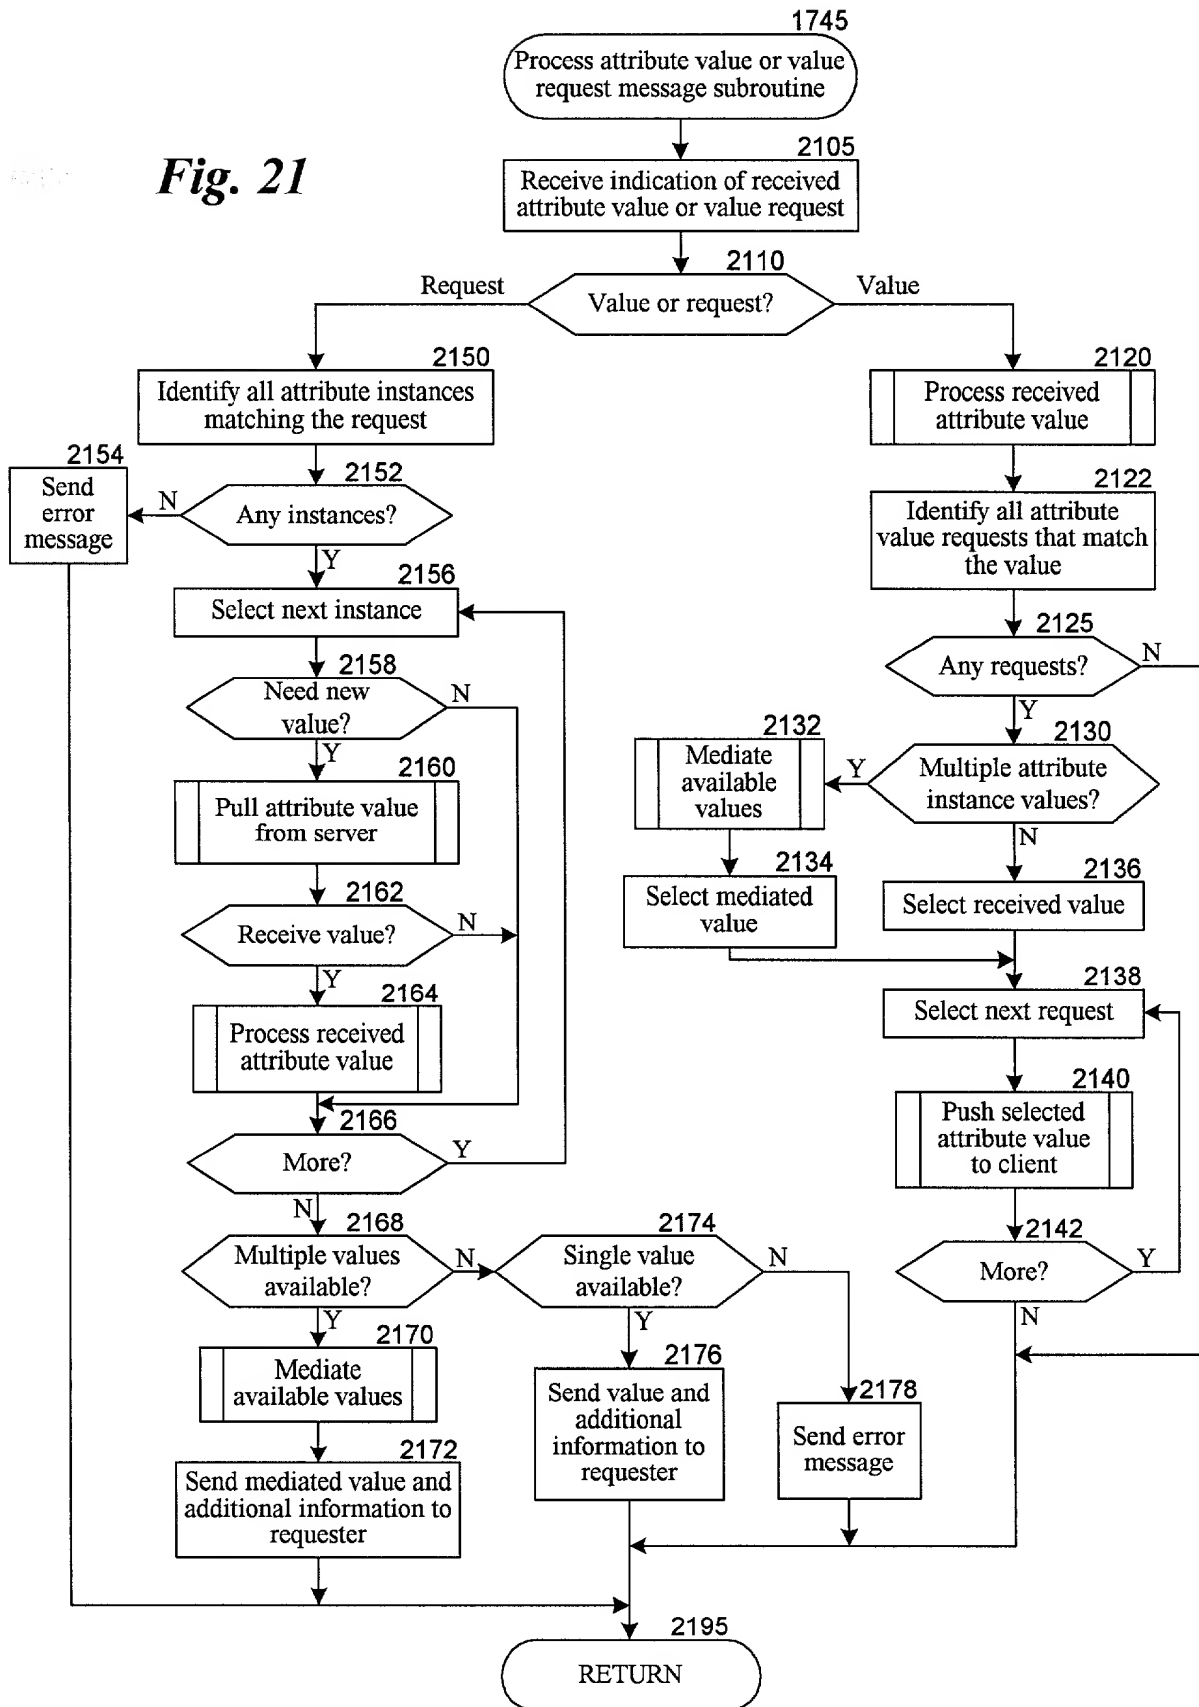 1745
Process attribute value or value
request message subroutine
Fig. 21
2105
Receive indication of received
attribute value or value request
2110
Value or request?
Request
Value
2150
Identify all attribute instances
matching the request
2154
Send
error
message
2152
Any instances?
N
Y
2156
Select next instance
2158
Need new
value?
N
Y
2160
Pull attribute value
from server
2162
Receive value?
N
Y
2164
Process received
attribute value
2166
More?
Y
N
2168
Multiple values
available?
N
Y
2170
Mediate
available values
2172
Send mediated value and
additional information to
requester
2174
Single value
available?
N
Y
2176
Send value and
additional
information to
requester
2178
Send error
message
2120
Process received
attribute value
2122
Identify all attribute
value requests that match
the value
2125
Any requests?
N
Y
2130
Multiple attribute
instance values?
Y
N
2132
Mediate
available
values
2134
Select mediated
value
2136
Select received value
2138
Select next request
2140
Push selected
attribute value
to client
2142
More?
Y
N
2195
RETURN